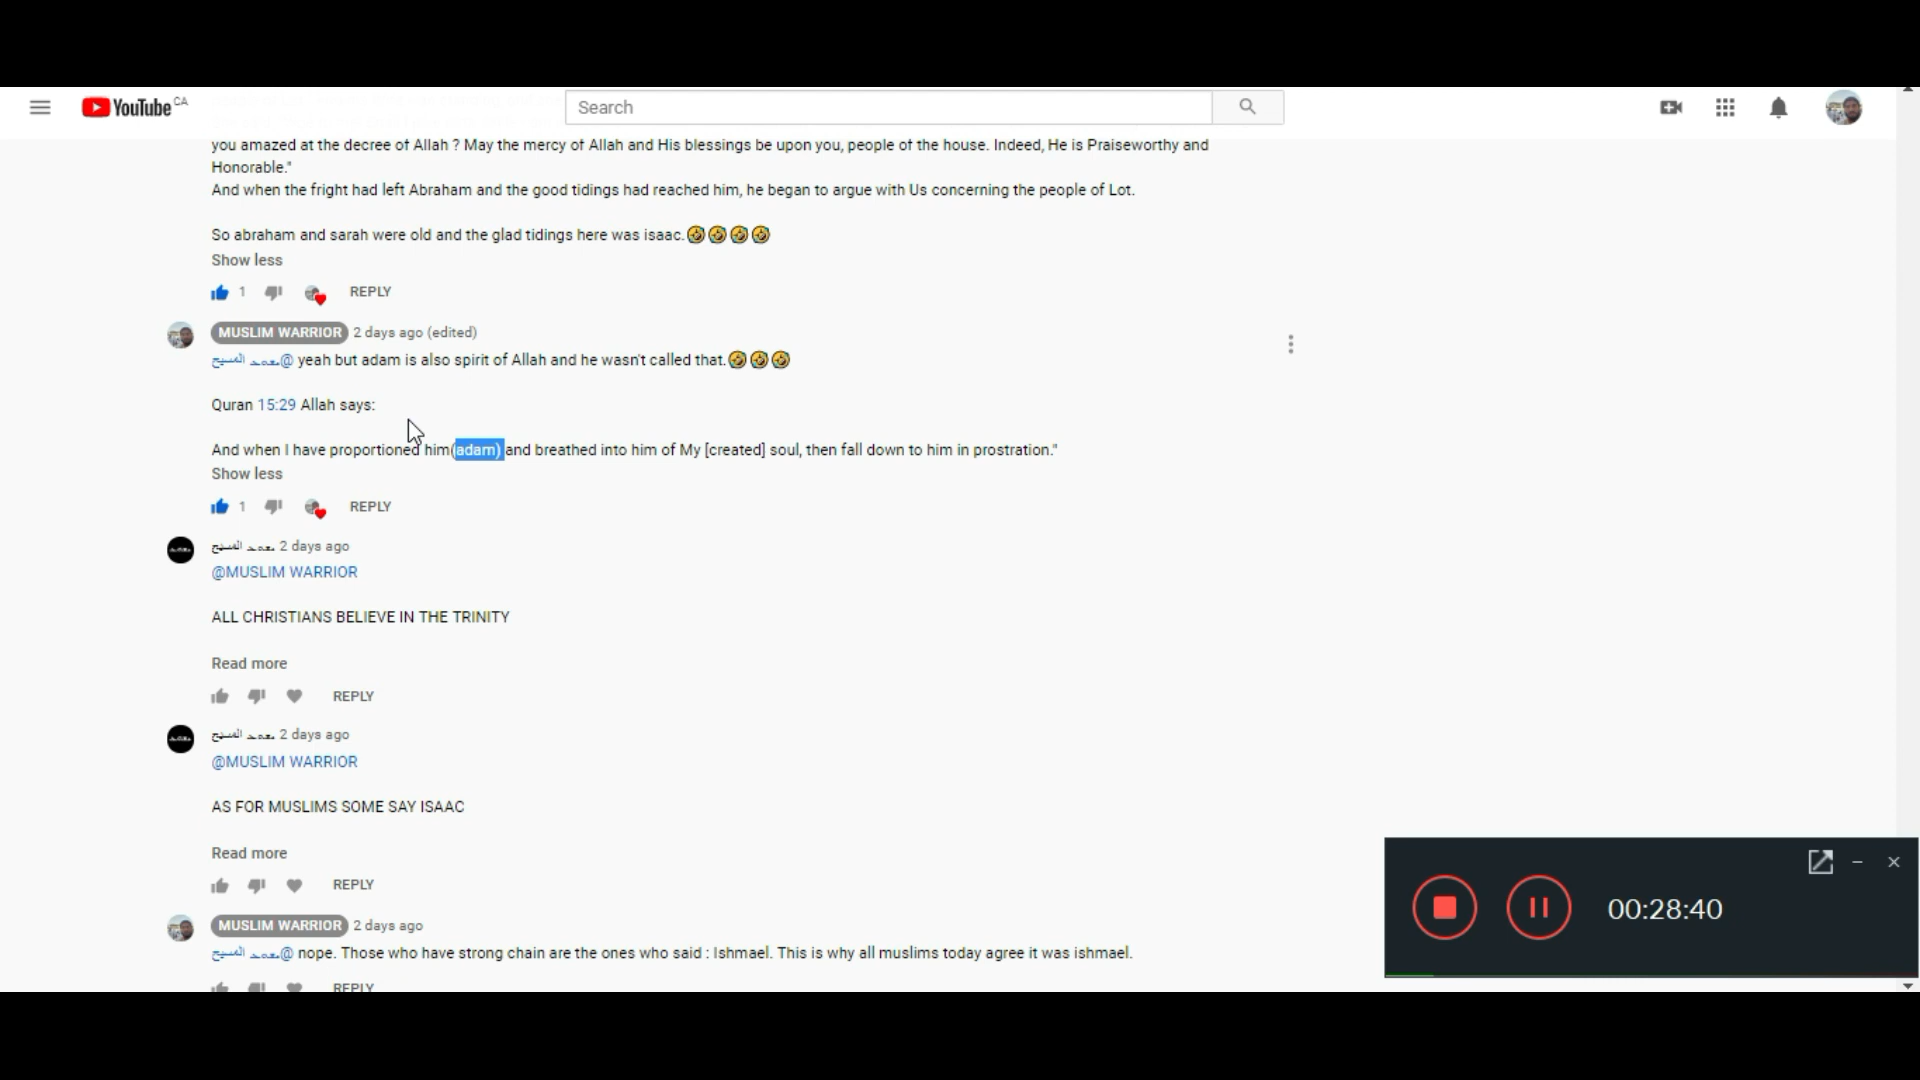 YouTube CA
Search
you amazed at the decree of Allah ? May the mercy of Allah and His blessings be upon you, people of the house. Indeed, He is Praiseworthy and
Honorable."
And when the fright had left Abraham and the good tidings had reached him, he began to argue with Us concerning the people of Lot.
So abraham and sarah were old and the glad tidings here was isaac.🤣🤣🤣🤣
Show less
1 REPLY
MUSLIM WARRIOR 2 days ago (edited)
@ yeah but adam is also spirit of Allah and he wasn't called that.🤣🤣🤣
Quran 15:29 Allah says:
And when I have proportioned him(adam) and breathed into him of My [created] soul, then fall down to him in prostration."
Show less
1 REPLY
المسيح 2 days ago
@MUSLIM WARRIOR
ALL CHRISTIANS BELIEVE IN THE TRINITY
Read more
REPLY
المسيح 2 days ago
@MUSLIM WARRIOR
AS FOR MUSLIMS SOME SAY ISAAC
Read more
REPLY
MUSLIM WARRIOR 2 days ago
@ nope. Those who have strong chain are the ones who said : Ishmael. This is why all muslims today agree it was ishmael.
REPLY
00:28:40